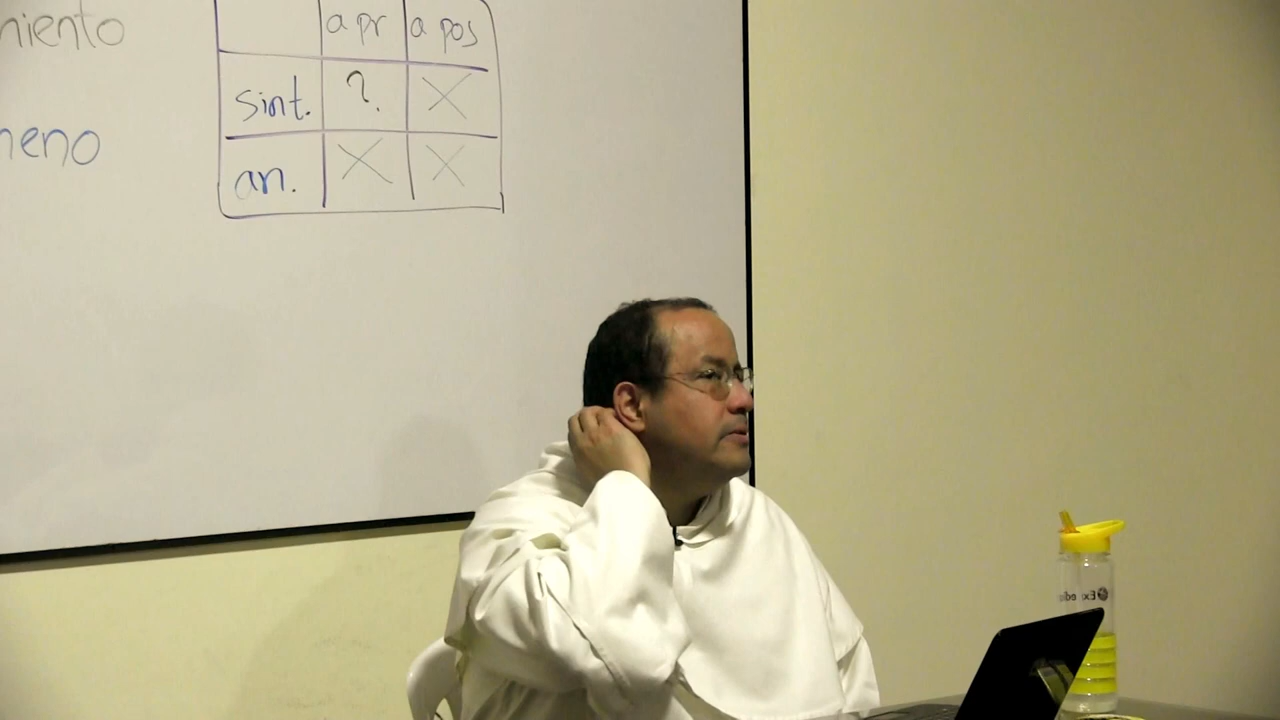 niento
neno
a pr a pos
sint. ? X
an. X X